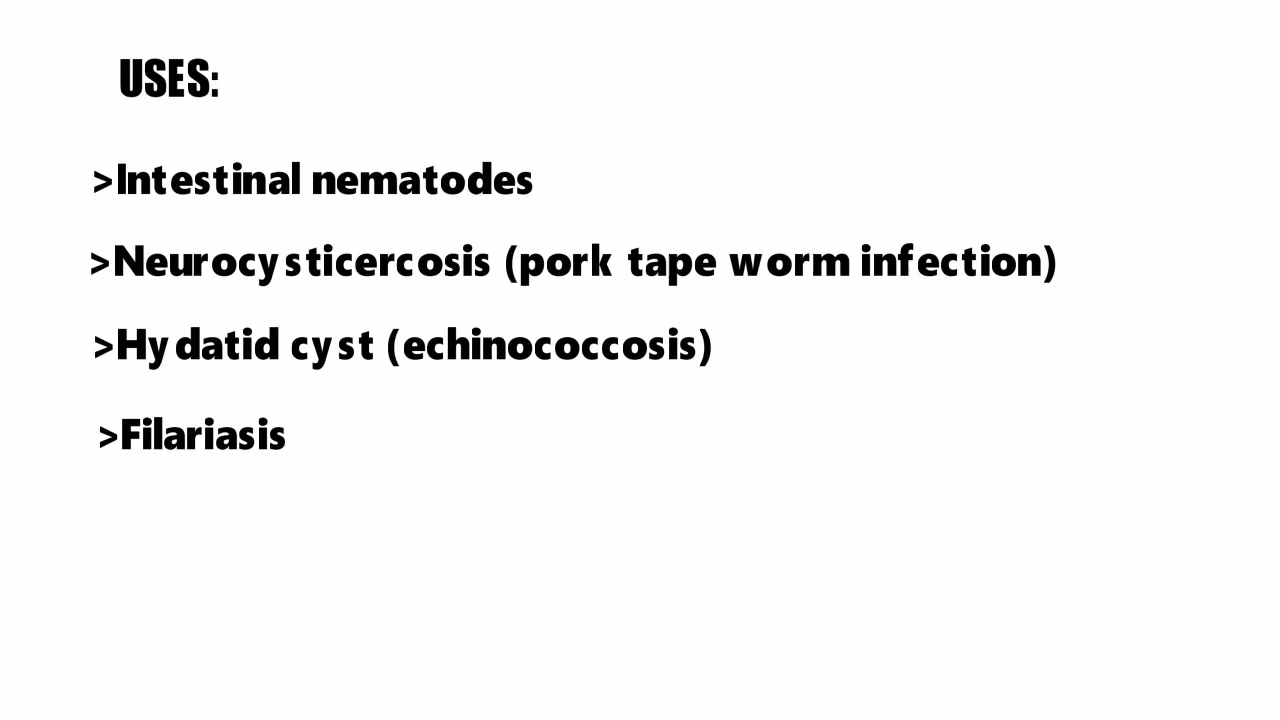 USES:
>Intestinal nematodes
>Neurocysticercosis (pork tape worm infection)
>Hydatid cyst (echinococcosis)
>Filariasis